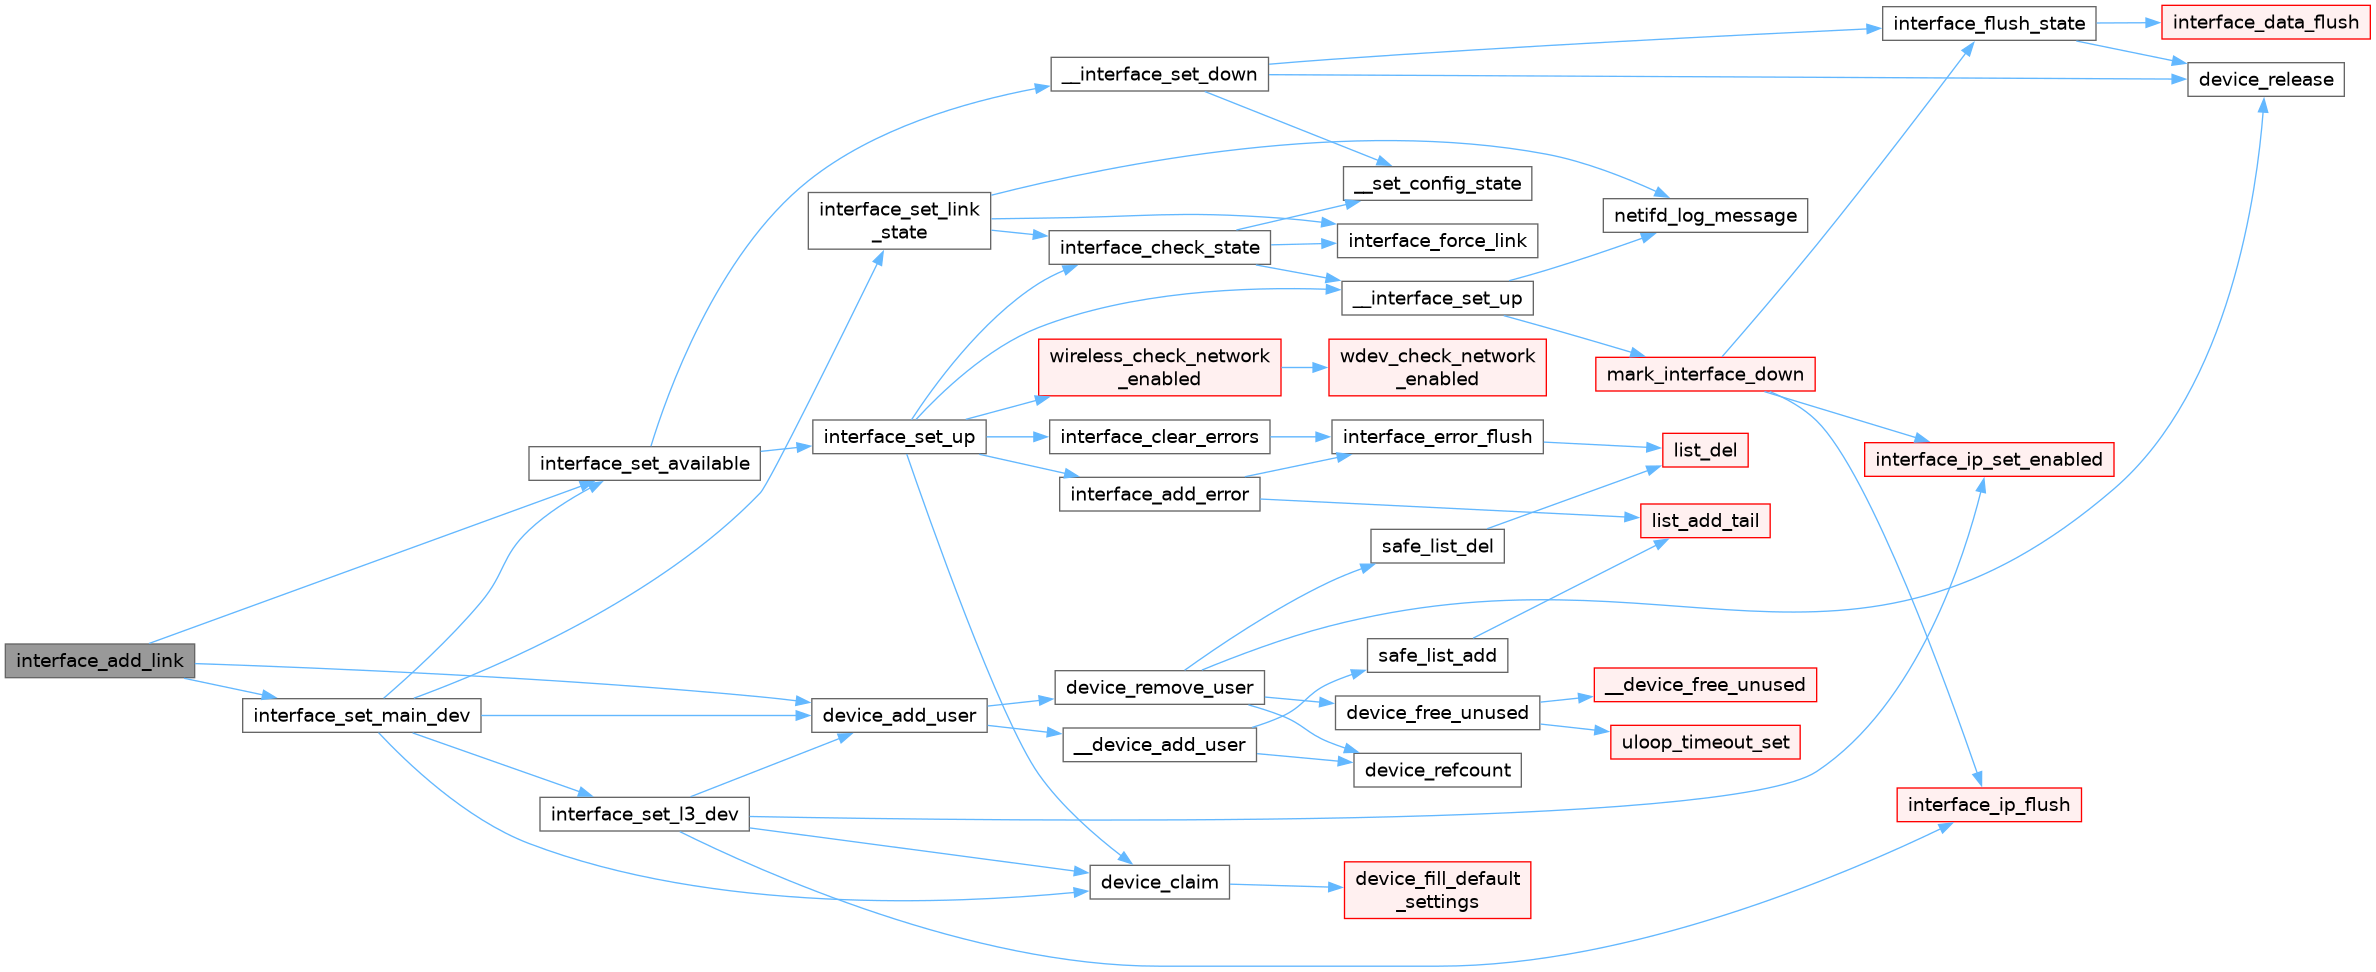 interface_add_link
interface_set_available
interface_set_main_dev
interface_set_l3_dev
interface_set_link
_state
interface_set_up
device_add_user
__interface_set_down
interface_check_state
wireless_check_network
_enabled
interface_clear_errors
interface_add_error
device_remove_user
__device_add_user
device_claim
__set_config_state
interface_force_link
__interface_set_up
wdev_check_network
_enabled
interface_error_flush
safe_list_del
safe_list_add
device_free_unused
device_refcount
device_fill_default
_settings
netifd_log_message
mark_interface_down
list_del
list_add_tail
__device_free_unused
uloop_timeout_set
interface_flush_state
interface_ip_set_enabled
interface_ip_flush
interface_data_flush
device_release